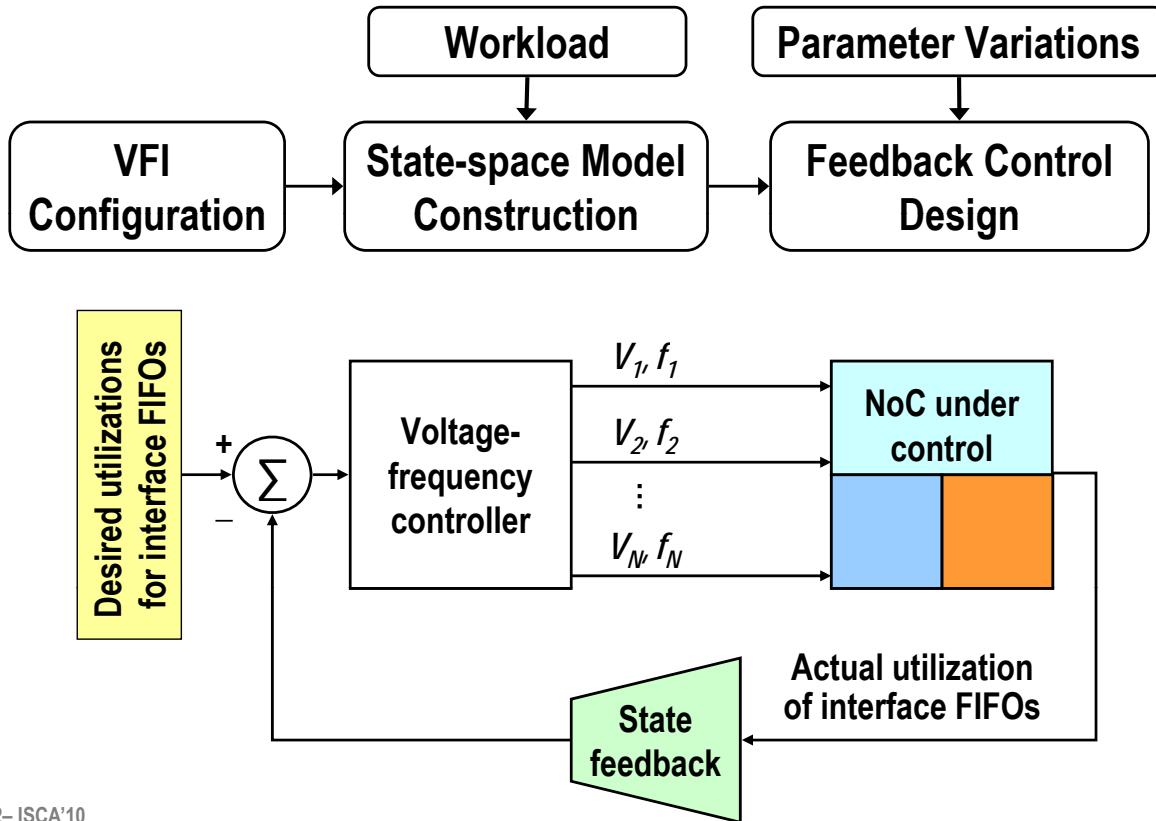 Workload
Parameter Variations
VFI
Configuration
State-space Model
Construction
Feedback Control
Design
Desired utilizations
for interface FIFOs
+
−
Σ
Voltage-
frequency
controller
V1, f1
V2, f2
⋮
VN, fN
NoC under
control
Actual utilization
of interface FIFOs
State
feedback
– ISCA'10